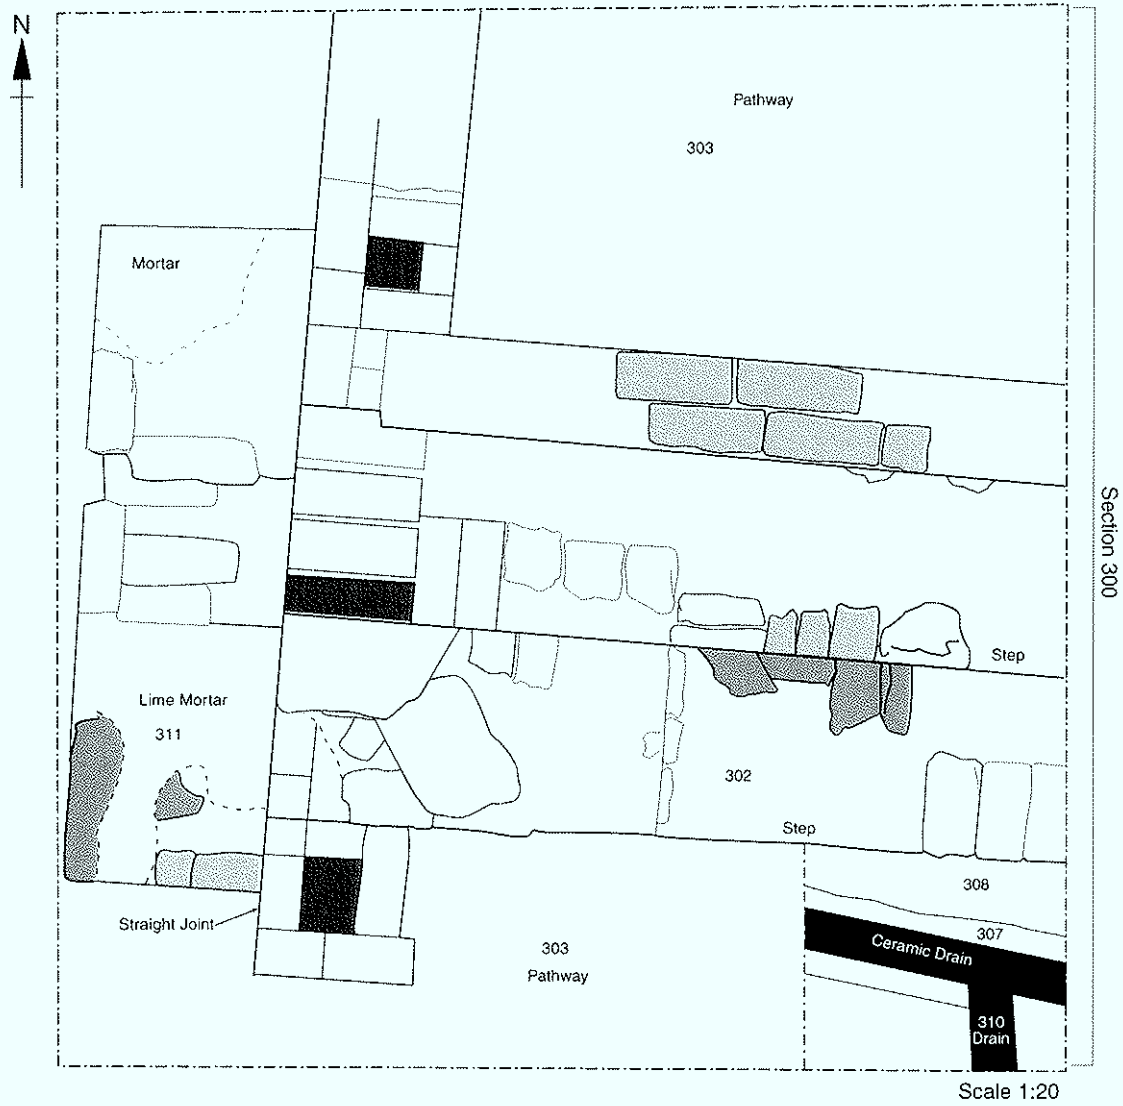 N
Pathway
303
Mortar
Section 300
Step
Lime Mortar
311
302
Step
308
307
Straight Joint
Ceramic Drain
303
Pathway
310
Drain
Scale 1:20